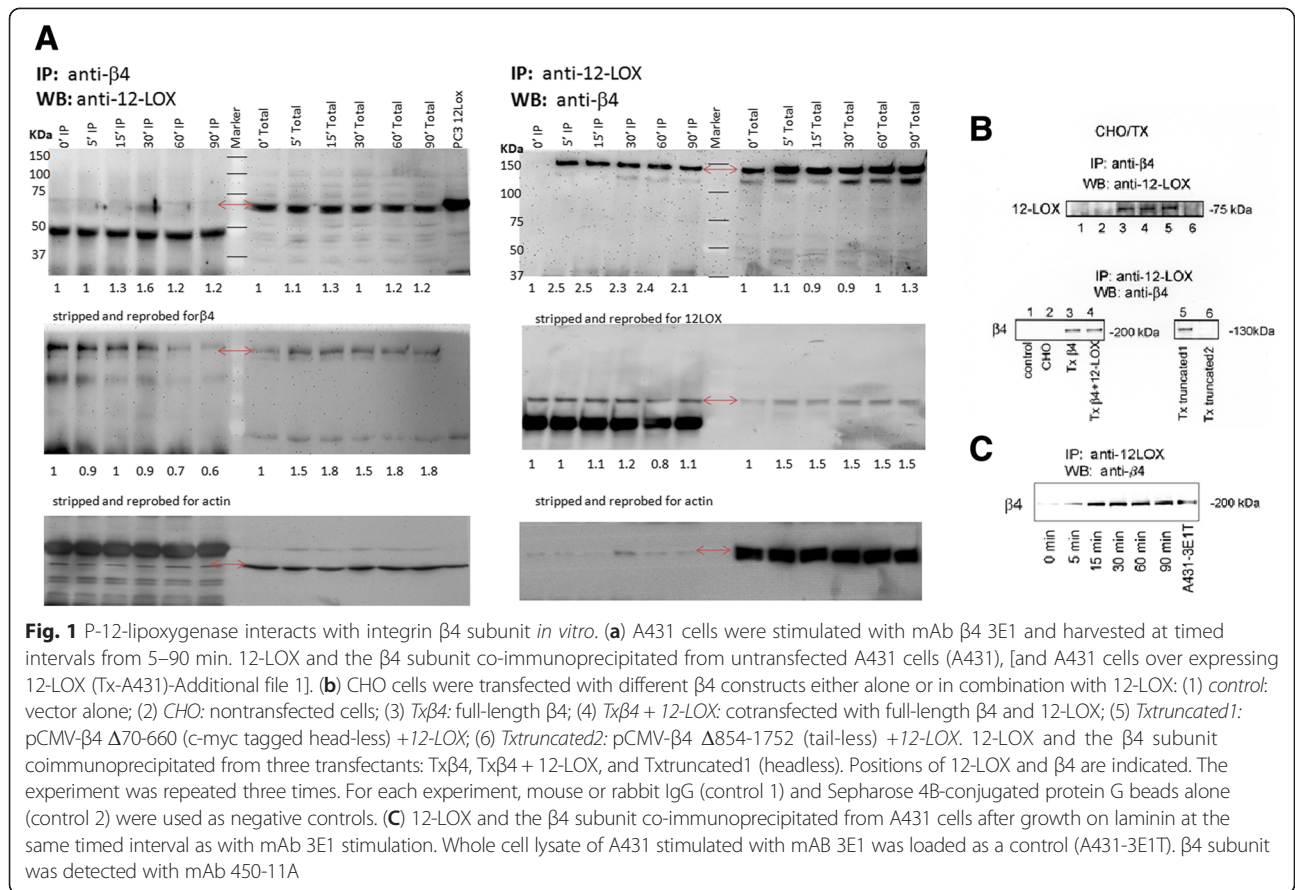 A
IP: anti-β4
WB: anti-12-LOX
KDa
0' IP
5' IP
15' IP
30' IP
60' IP
90' IP
Marker
0' Total
5' Total
15' Total
30' Total
60' Total
90' Total
PC3 12Lox
150
100
75
50
37
1 1 1.3 1.6 1.2 1.2 1 1.1 1.3 1 1.2 1.2
stripped and reprobed forβ4
1 0.9 1 0.9 0.7 0.6 1 1.5 1.8 1.5 1.8 1.8
stripped and reprobed for actin
IP: anti-12-LOX
WB: anti-β4
KDa
0' IP
5' IP
15' IP
30' IP
60' IP
90' IP
Marker
0' Total
5' Total
15' Total
30' Total
60' Total
90' Total
150
100
75
50
37
1 2.5 2.5 2.3 2.4 2.1 1 1.1 0.9 0.9 1 1.3
stripped and reprobed for 12LOX
1 1 1.1 1.2 0.8 1.1 1 1.5 1.5 1.5 1.5 1.5
stripped and reprobed for actin
B
CHO/TX
IP: anti-β4
WB: anti-12-LOX
12-LOX -75 kDa
1 2 3 4 5 6
IP: anti-12-LOX
WB: anti-β4
1 2 3 4 5 6
β4 -200 kDa -130kDa
control
CHO
Tx β4
Tx β4+12-LOX
Tx truncated1
Tx truncated2
C
IP: anti-12LOX
WB: anti-β4
β4 -200 kDa
0 min
5 min
15 min
30 min
60 min
90 min
A431-3E1T
Fig. 1 P-12-lipoxygenase interacts with integrin β4 subunit in vitro. (a) A431 cells were stimulated with mAb β4 3E1 and harvested at timed
intervals from 5–90 min. 12-LOX and the β4 subunit co-immunoprecipitated from untransfected A431 cells (A431), [and A431 cells over expressing
12-LOX (Tx-A431)-Additional file 1]. (b) CHO cells were transfected with different β4 constructs either alone or in combination with 12-LOX: (1) control:
vector alone; (2) CHO: nontransfected cells; (3) Txβ4: full-length β4; (4) Txβ4 + 12-LOX: cotransfected with full-length β4 and 12-LOX; (5) Txtruncated1:
pCMV-β4 Δ70-660 (c-myc tagged head-less) +12-LOX; (6) Txtruncated2: pCMV-β4 Δ854-1752 (tail-less) +12-LOX. 12-LOX and the β4 subunit
coimmunoprecipitated from three transfectants: Txβ4, Txβ4 + 12-LOX, and Txtruncated1 (headless). Positions of 12-LOX and β4 are indicated. The
experiment was repeated three times. For each experiment, mouse or rabbit IgG (control 1) and Sepharose 4B-conjugated protein G beads alone
(control 2) were used as negative controls. (C) 12-LOX and the β4 subunit co-immunoprecipitated from A431 cells after growth on laminin at the
same timed interval as with mAb 3E1 stimulation. Whole cell lysate of A431 stimulated with mAB 3E1 was loaded as a control (A431-3E1T). β4 subunit
was detected with mAb 450-11A